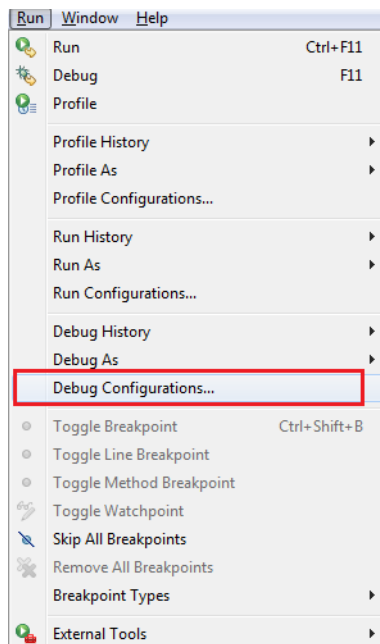 Run Window Help
Run Ctrl+F11
Debug F11
Profile
Profile History
Profile As
Profile Configurations...
Run History
Run As
Run Configurations...
Debug History
Debug As
Debug Configurations...
Toggle Breakpoint Ctrl+Shift+B
Toggle Line Breakpoint
Toggle Method Breakpoint
Toggle Watchpoint
Skip All Breakpoints
Remove All Breakpoints
Breakpoint Types
External Tools